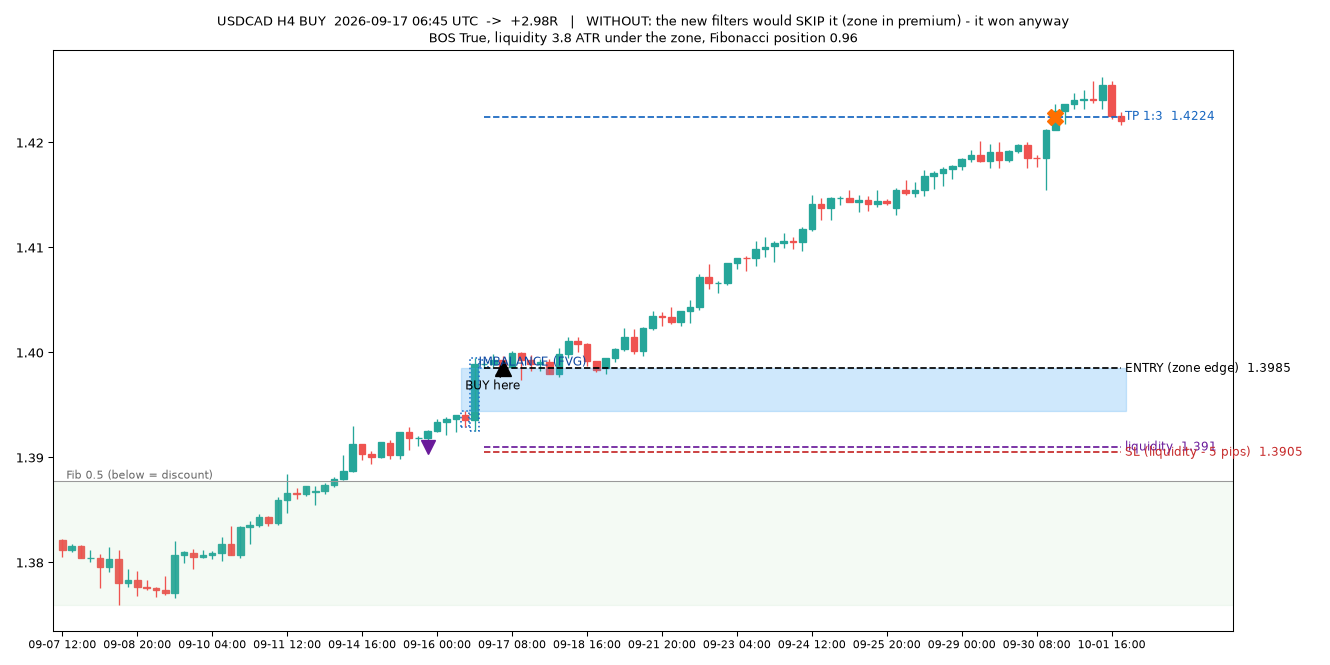 USDCAD H4 BUY  2026-09-17 06:45 UTC  ->  +2.98R   |   WITHOUT: the new filters would SKIP it (zone in premium) - it won anyway
BOS True, liquidity 3.8 ATR under the zone, Fibonacci position 0.96
TP 1:3  1.4224
1.42
1.41
1.40
IMBALANCE (FVG)
ENTRY (zone edge)  1.3985
BUY here
liquidity  1.391
SL (liquidity - 5 pips)  1.3905
1.39
Fib 0.5 (below = discount)
1.38
09-07 12:00 09-08 20:00 09-10 04:00 09-11 12:00 09-14 16:00 09-16 00:00 09-17 08:00 09-18 16:00 09-21 20:00 09-23 04:00 09-24 12:00 09-25 20:00 09-29 00:00 09-30 08:00 10-01 16:00